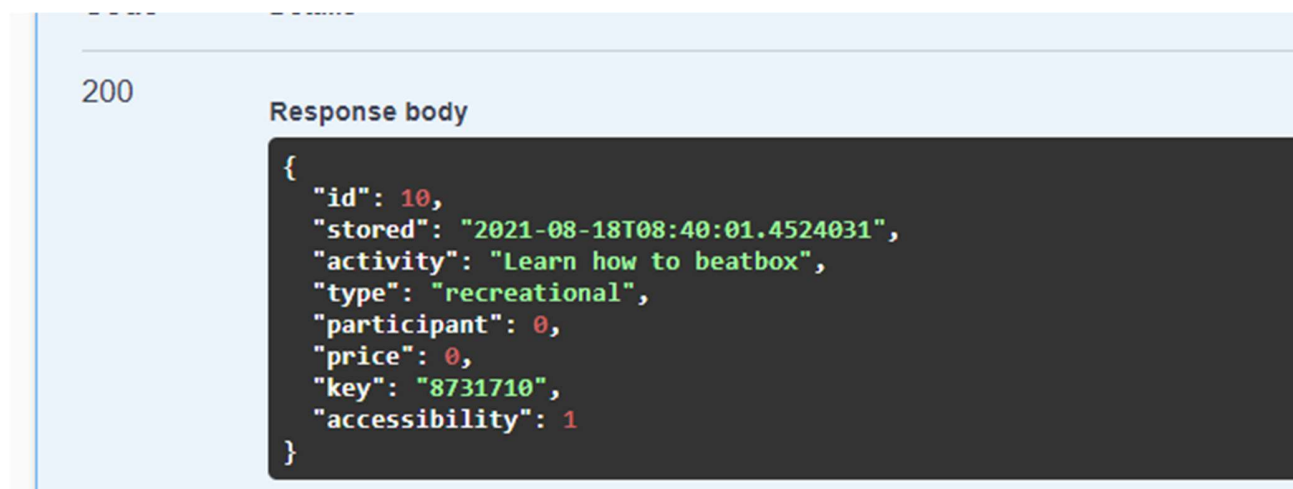 200
Response body
{
"id": 10,
"stored": "2021-08-18T08:40:01.4524031",
"activity": "Learn how to beatbox",
"type": "recreational",
"participant": 0,
"price": 0,
"key": "8731710",
"accessibility": 1
}